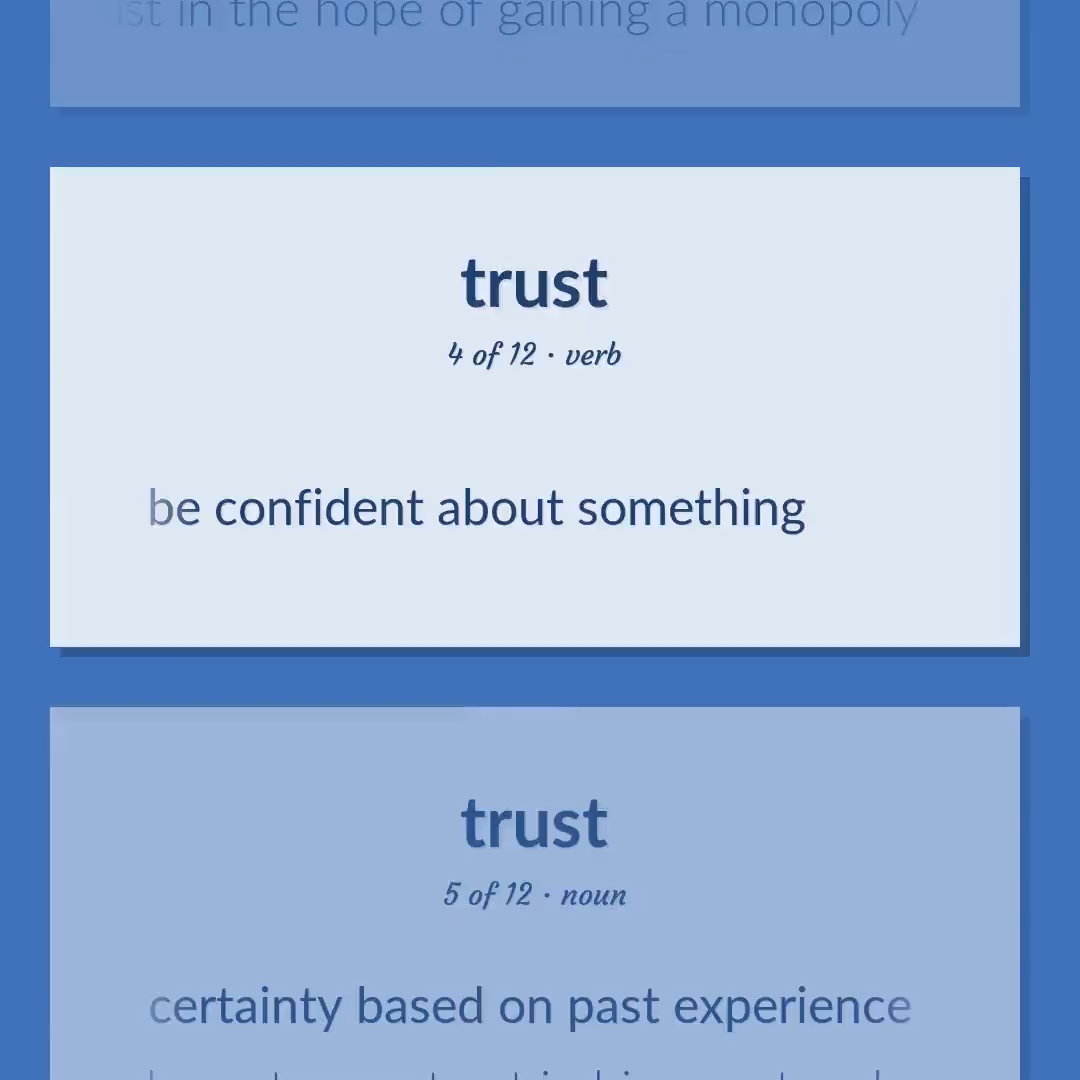 in the hope of gaining a monopoly
trust
4 of 12 · verb
be confident about something
trust
5 of 12 · noun
certainty based on past experience